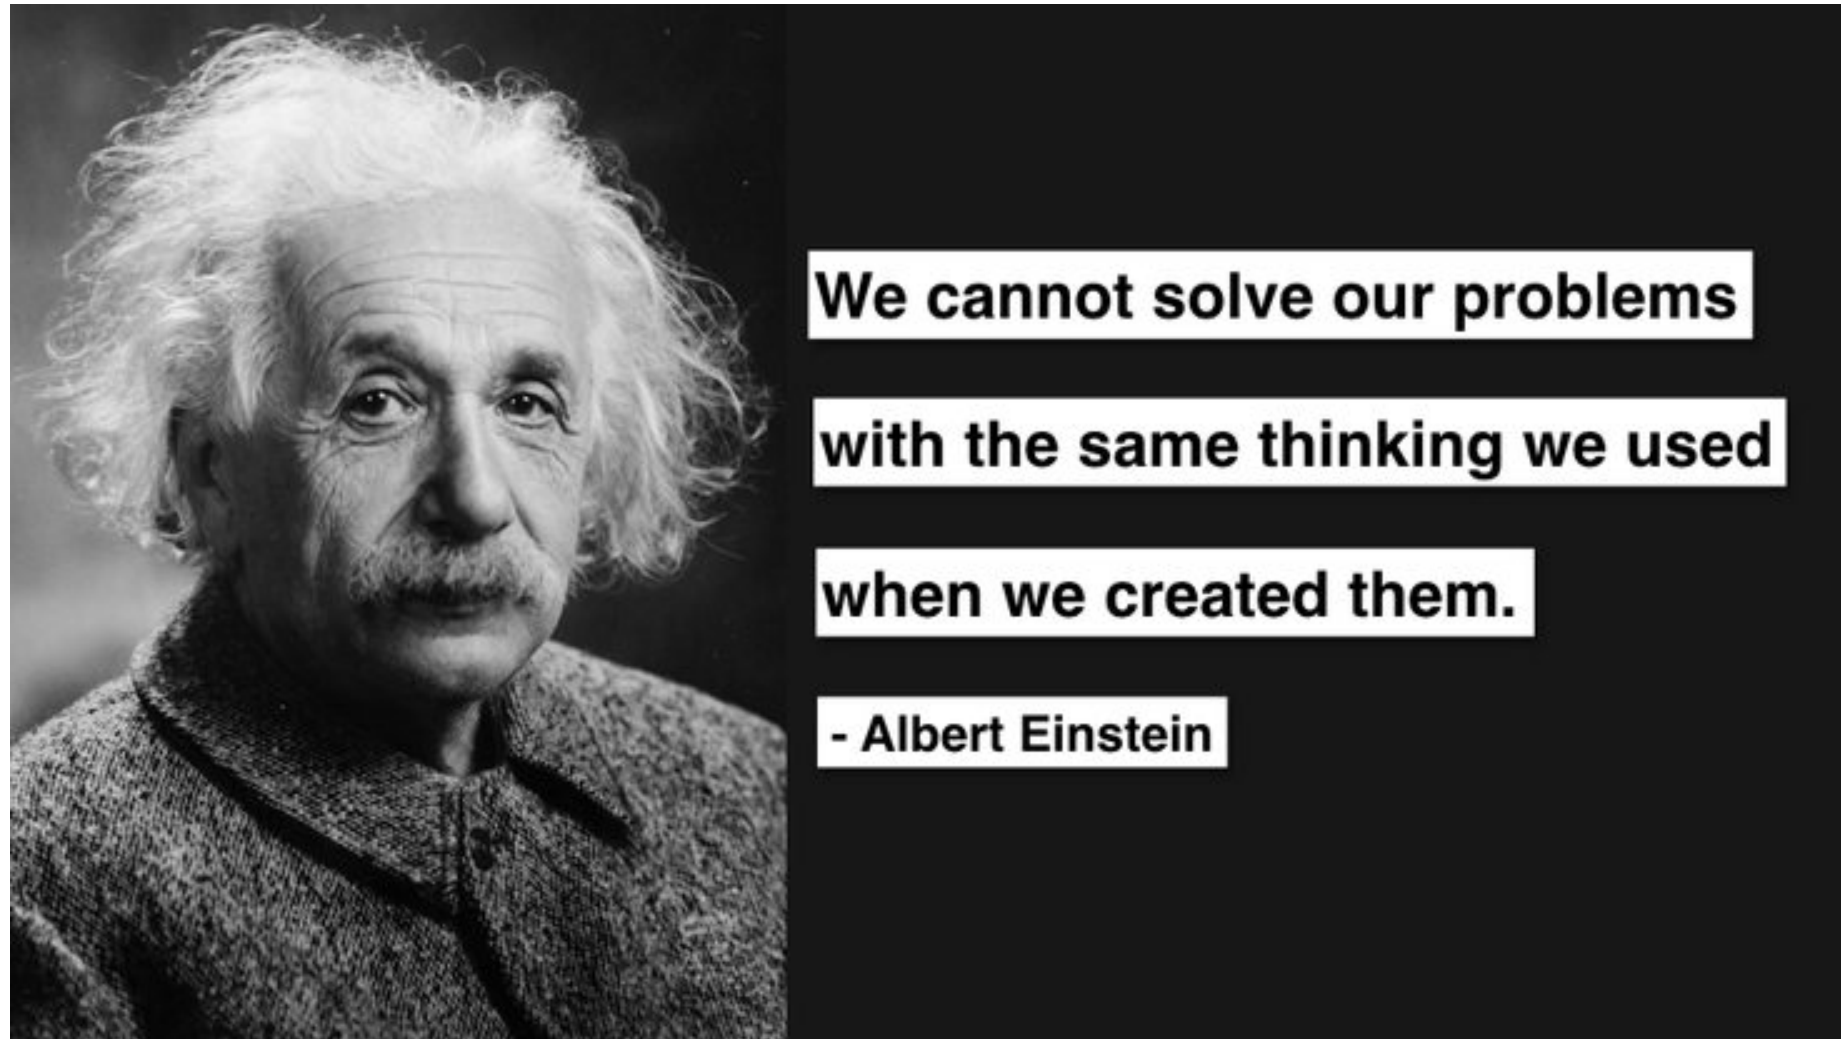 We cannot solve our problems
with the same thinking we used
when we created them.
- Albert Einstein